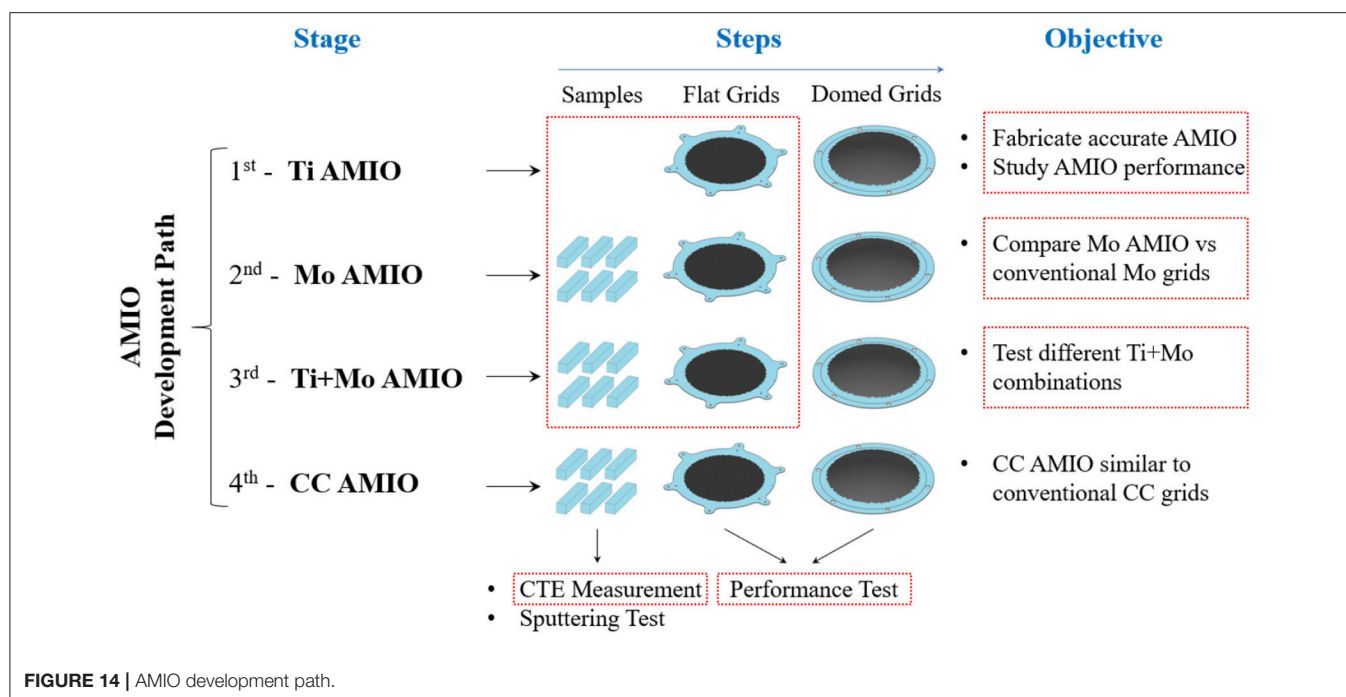 Stage
Steps
Objective
Samples
Flat Grids
Domed Grids
AMIO
Development Path
1st - Ti AMIO
• Fabricate accurate AMIO
• Study AMIO performance
2nd - Mo AMIO
• Compare Mo AMIO vs
conventional Mo grids
3rd - Ti+Mo AMIO
• Test different Ti+Mo
combinations
4th - CC AMIO
• CC AMIO similar to
conventional CC grids
• CTE Measurement
• Sputtering Test
Performance Test
FIGURE 14 | AMIO development path.